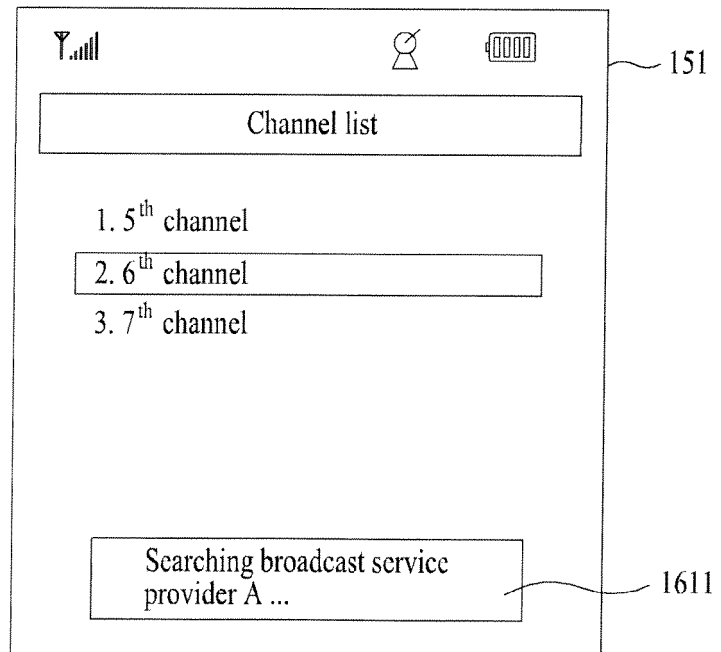 151
Channel list
1. 5th channel
2. 6th channel
3. 7th channel
Searching broadcast service
provider A ...
1611